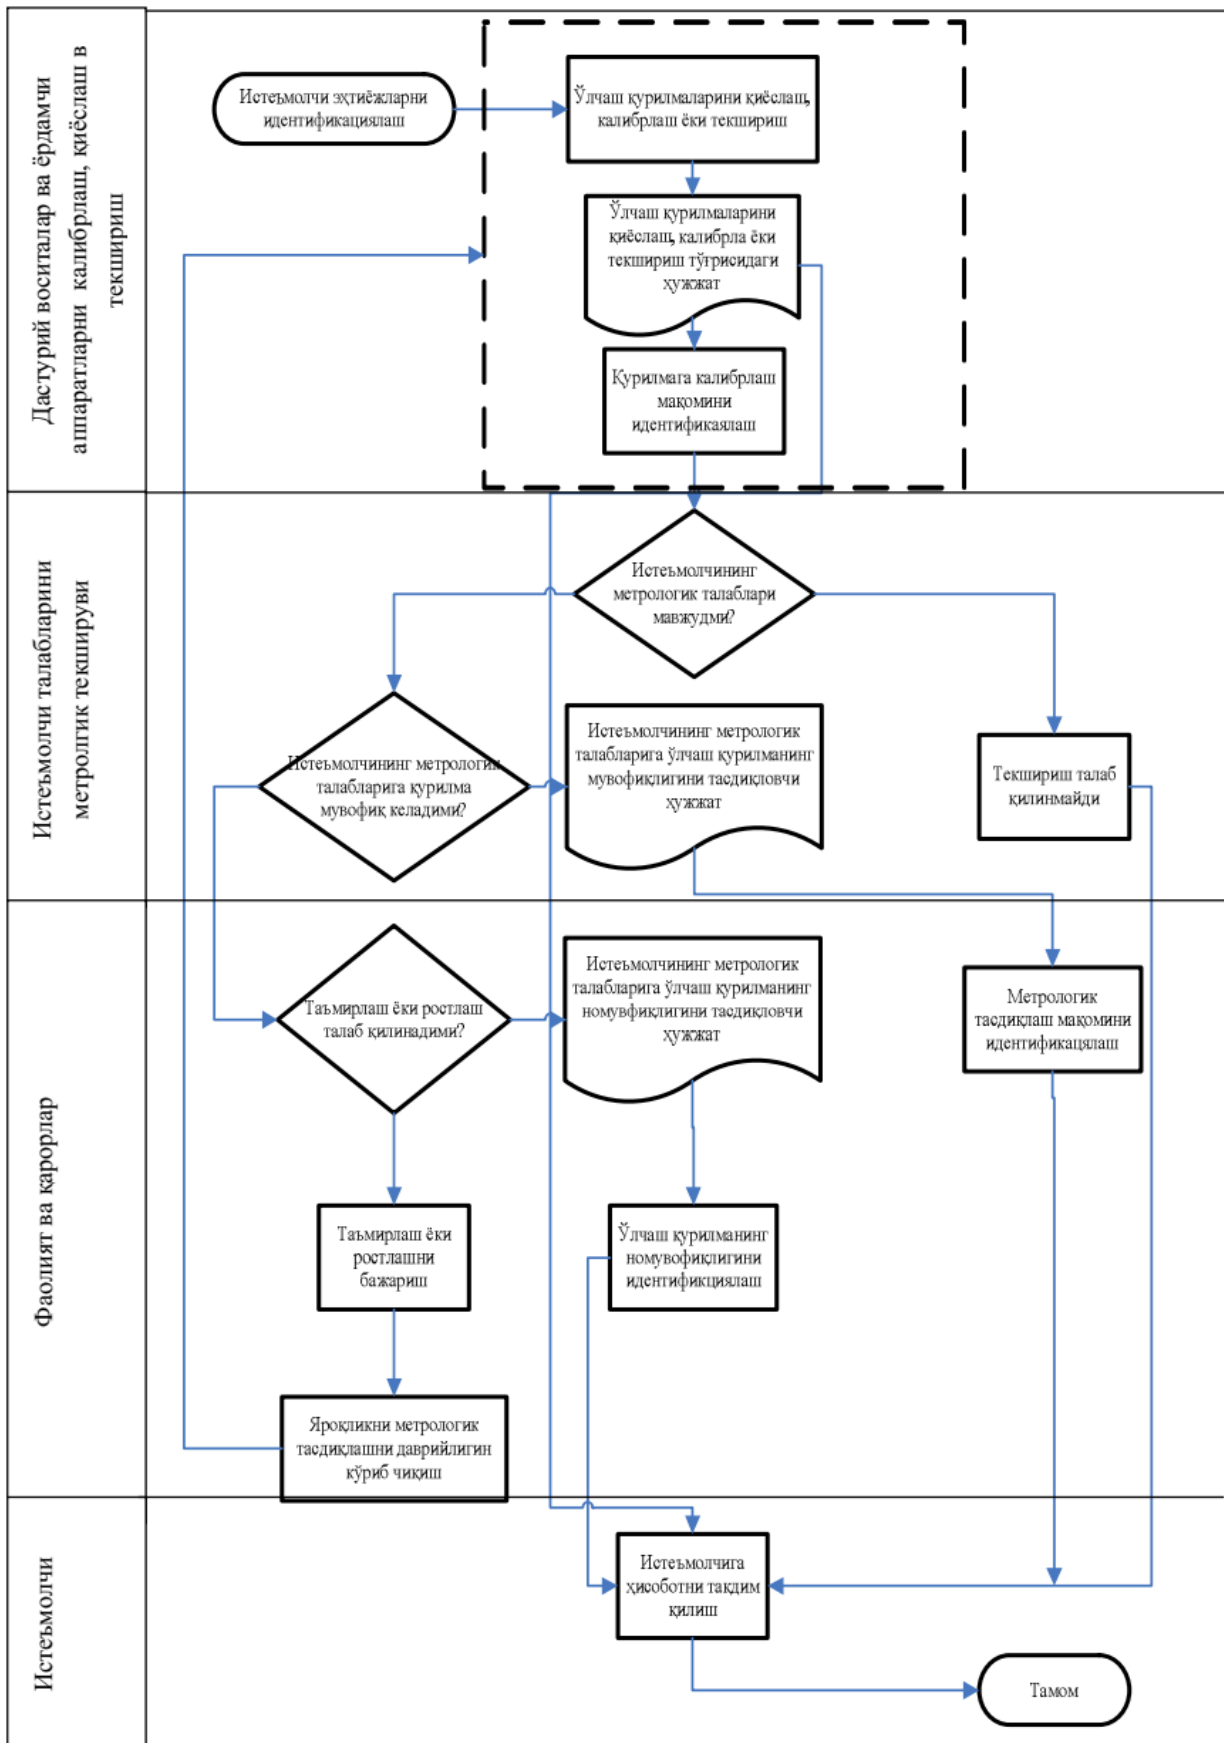 Дастурий воситалар ва ёрдамчи
аппаратларни калибрлаш, қиёслаш в
текшириш
Истеъмолчи эҳтиёжларни
идентификациялаш
Ўлчаш қурилмаларини қиёслаш,
калибрлаш ёки текшириш
Ўлчаш қурилмаларини
қиёслаш, калибрла ёки
текшириш тўғрисидаги
ҳужжат
Қурилмага калибрлаш
мақомини
идентификаялаш
Истеъмолчи талабларини
метролгик текшируви
Истеъмолчининг
метрологик талаблари
мавжудми?
Истеъмолчининг метрологик
талабларига қурилма
мувофиқ келадими?
Истеъмолчининг метрологик
талабларига ўлчаш қурилманинг
мувофиқлигини тасдиқловчи
ҳужжат
Текшириш талаб
қилинмайди
Фаолият ва қарорлар
Таъмирлаш ёки ростлаш
талаб қилинадими?
Истеъмолчининг метрологик
талабларига ўлчаш қурилманинг
номувфиқлигини тасдиқловчи
ҳужжат
Метрологик
тасдиқлаш мақомини
идентификацялаш
Таъмирлаш ёки
ростлашни
бажариш
Ўлчаш қурилманинг
номувофиқлигини
идентификциялаш
Яроқликни метрологик
тасдиқлашни даврийлигин
кўриб чиқиш
Истеъмолчи
Истеъмолчига
ҳисоботни тақдим
қилиш
Тамом